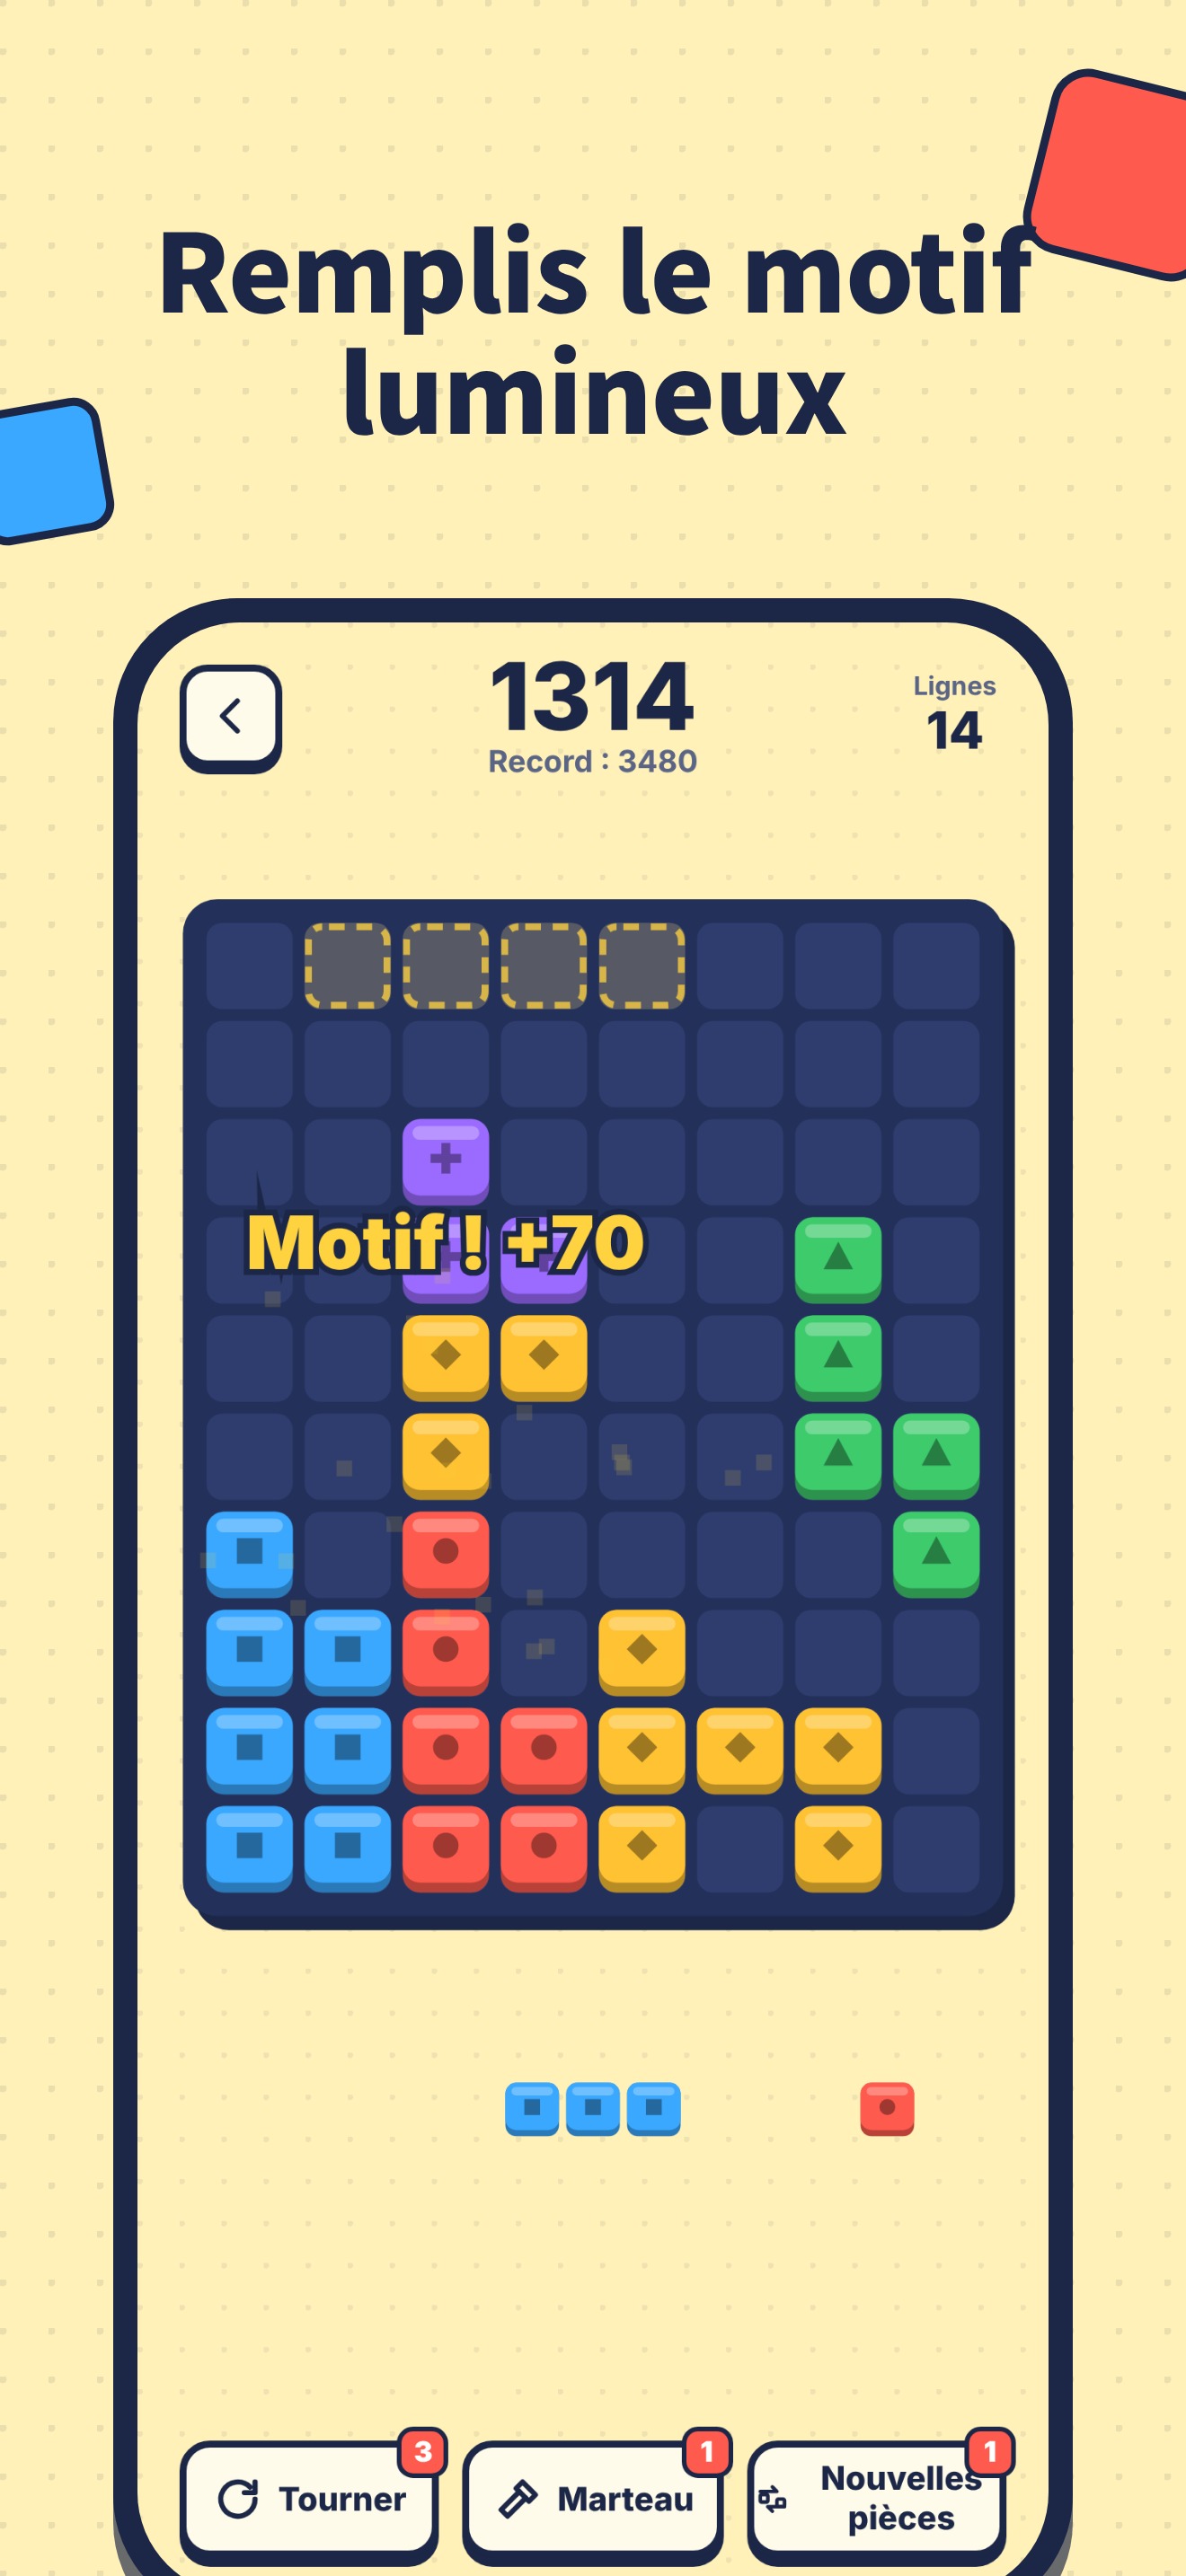 Remplis le motif
lumineux
1314
Record : 3480
Lignes
14
Motif ! +70
3
Tourner
1
Marteau
1
Nouvelles
pièces